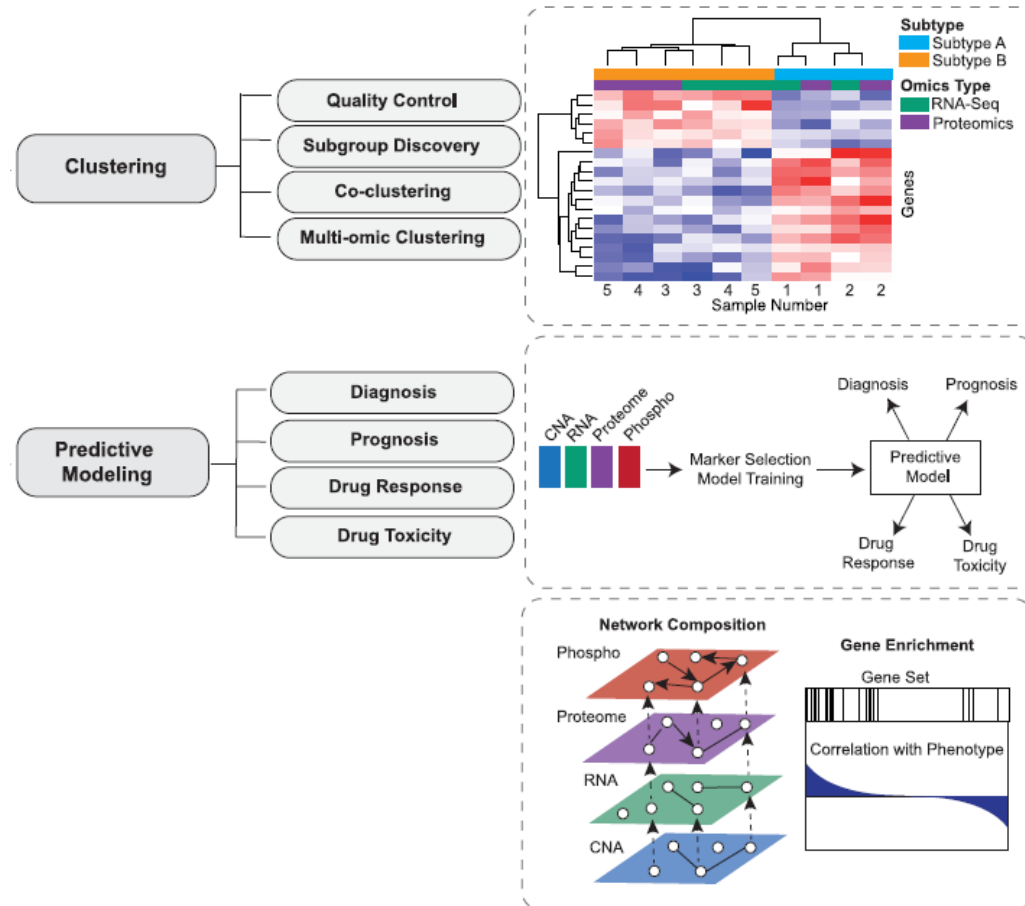 Clustering
Quality Control
Subgroup Discovery
Co-clustering
Multi-omic Clustering
Subtype
Subtype A
Subtype B
Omics Type
RNA-Seq
Proteomics
Genes
5 4 3 3 4 5 1 1 2 2
Sample Number
Predictive
Modeling
Diagnosis
Prognosis
Drug Response
Drug Toxicity
CNA
RNA
Proteome
Phospho
Marker Selection
Model Training
Predictive
Model
Diagnosis
Prognosis
Drug
Response
Drug
Toxicity
Network Composition
Phospho
Proteome
RNA
CNA
Gene Enrichment
Gene Set
Correlation with Phenotype